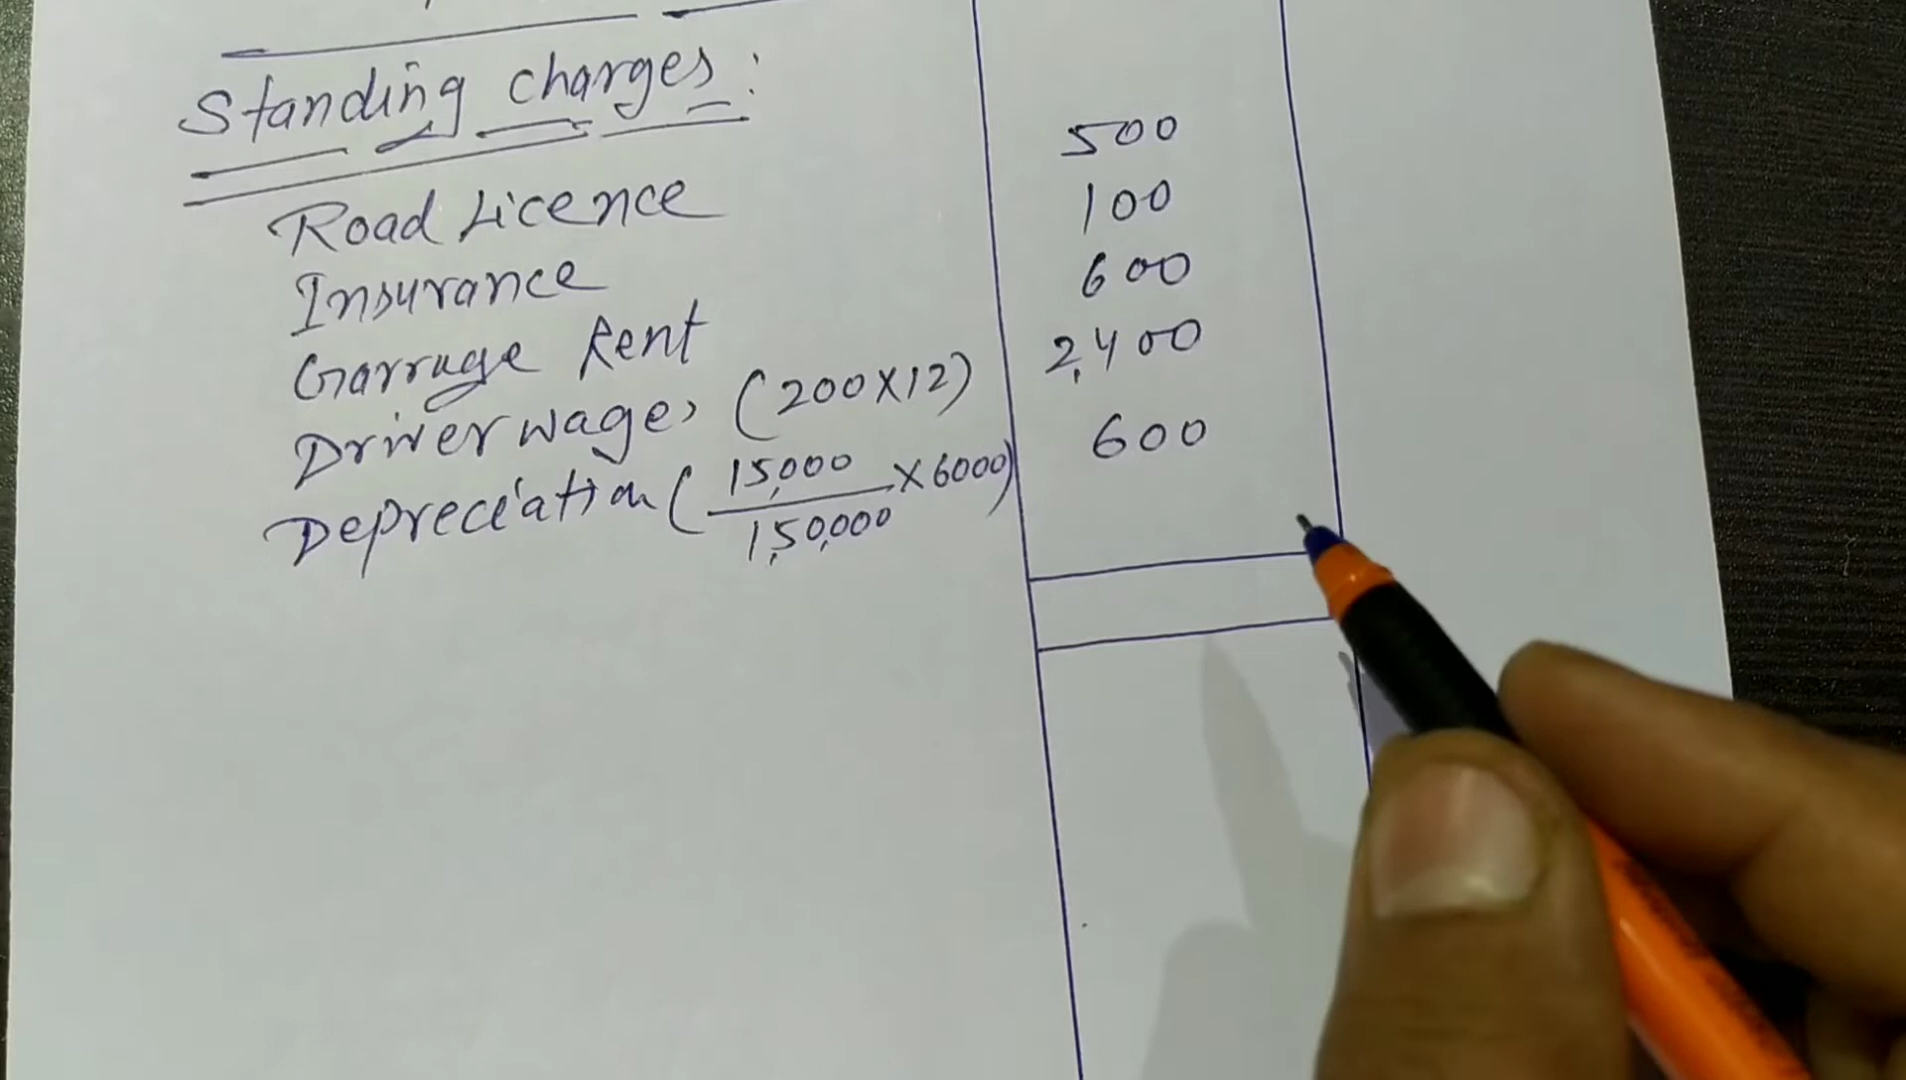 Standing charges:
Road Licence 500
Insurance 100
Garruge Rent 600
Driver wages (200X12) 2,400
Depreciation (15,000/1,50,000 X 6000) 600